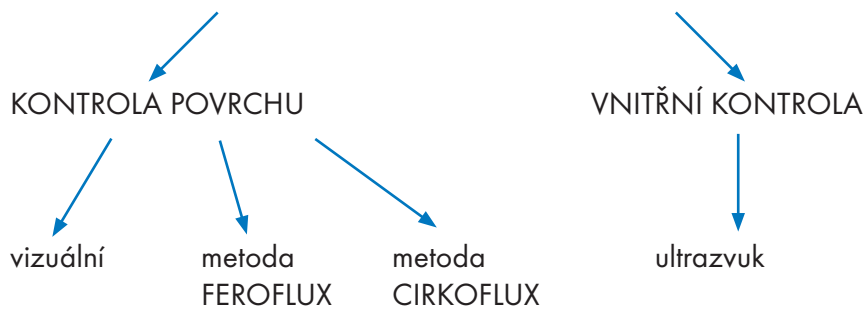 KONTROLA POVRCHU
VNITŘNÍ KONTROLA
vizuální
metoda
FEROFLUX
metoda
CIRKOFLUX
ultrazvuk